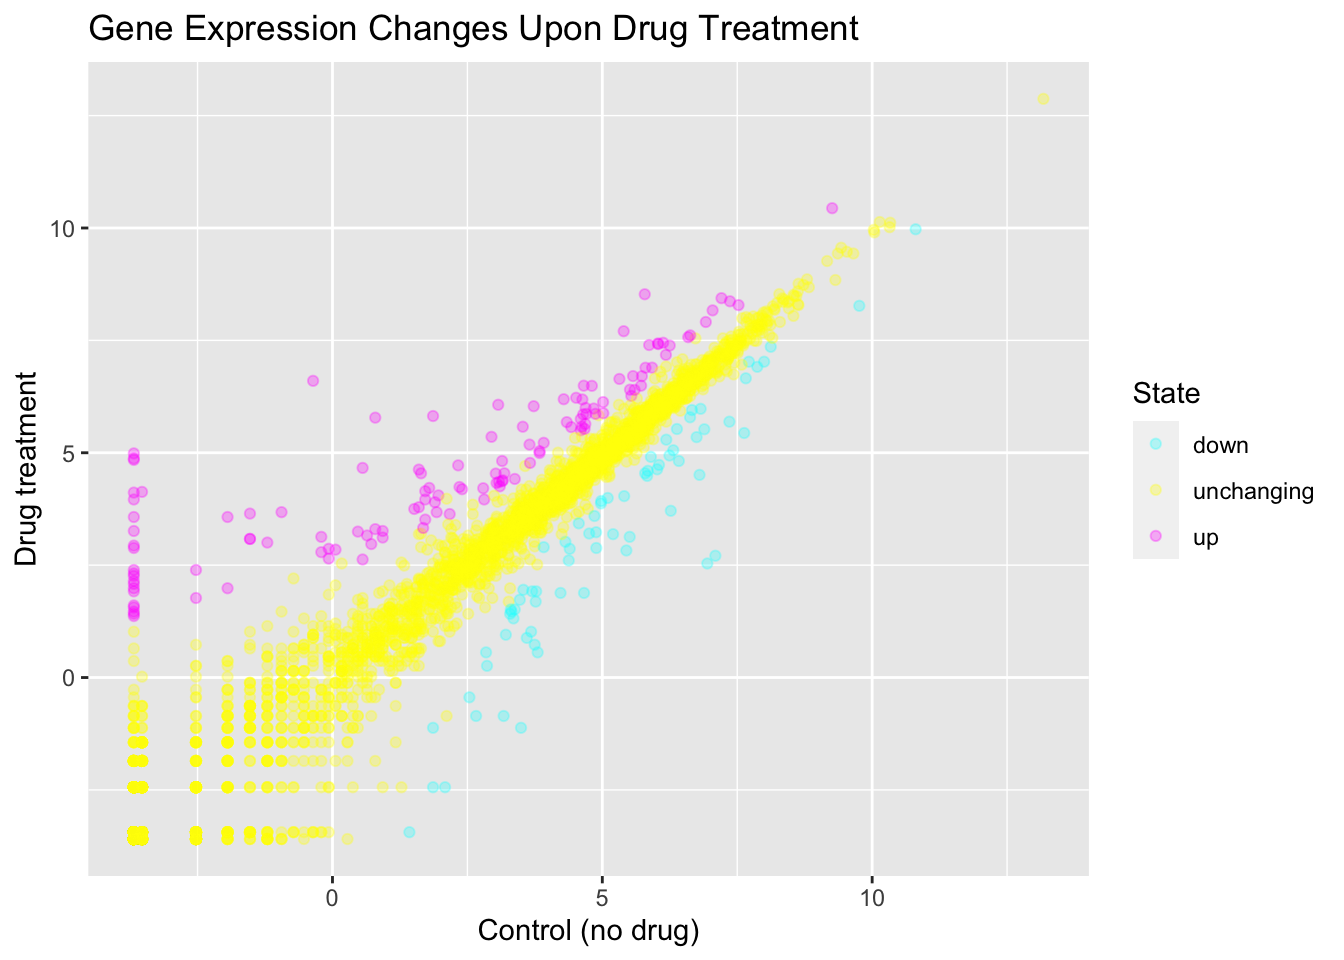 Gene Expression Changes Upon Drug Treatment
10
5
0
Drug treatment
0
5
10
Control (no drug)
State
down
unchanging
up